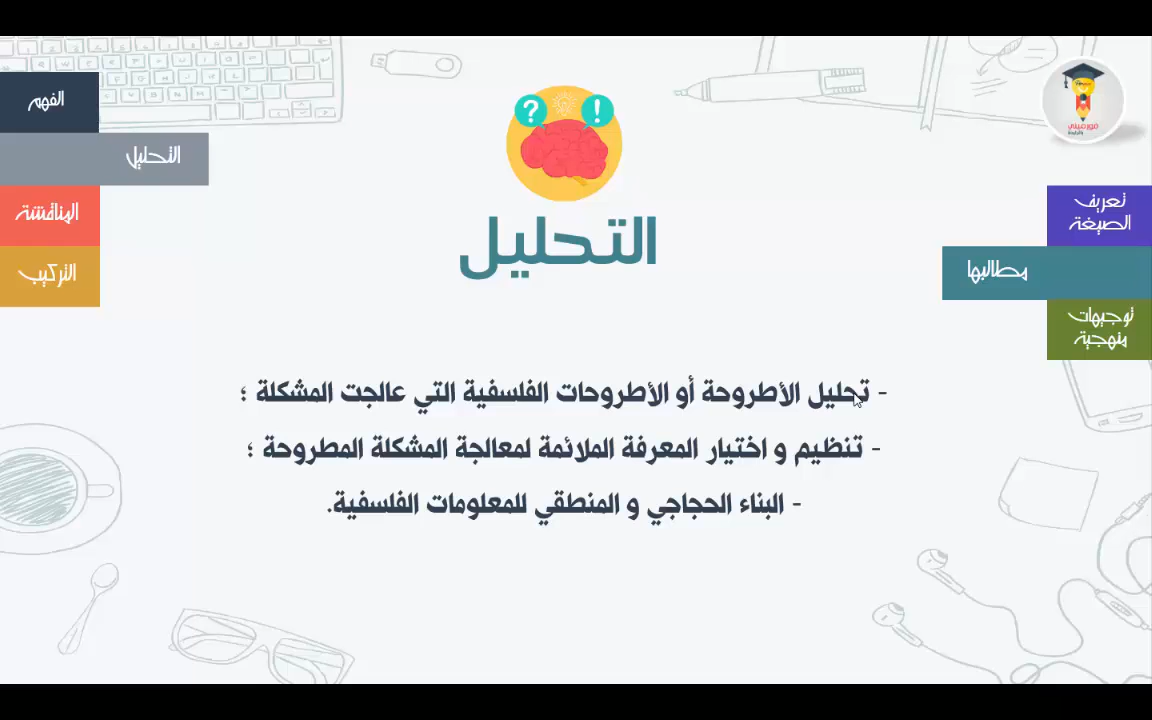 الفهم
التحليل
المناقشة
التركيب
تعريف
الصيغة
مطالبها
توجيهات
منهجية
? !
التحليل
- تحليل الأطروحة أو الأطروحات الفلسفية التي عالجت المشكلة ؛
- تنظيم و اختيار المعرفة الملائمة لمعالجة المشكلة المطروحة ؛
- البناء الحجاجي و المنطقي للمعلومات الفلسفية.